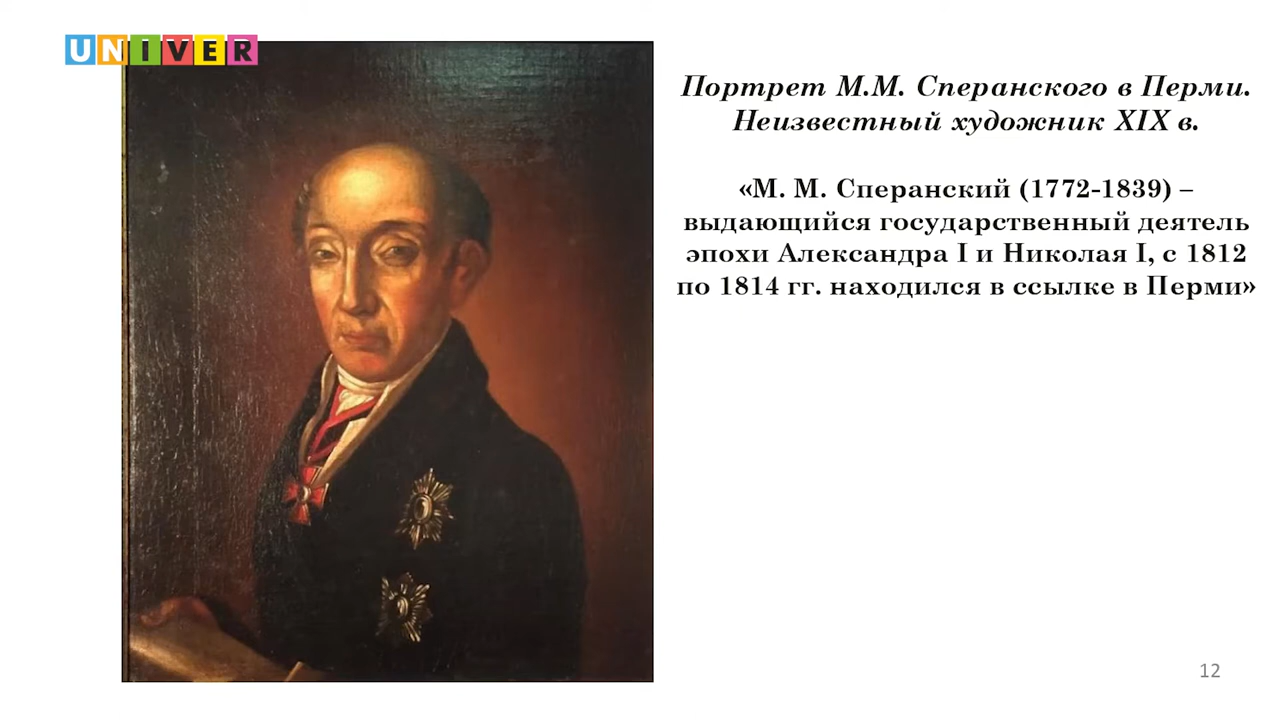 UNIVER
Портрет М.М. Сперанского в Перми.
Неизвестный художник XIX в.
«М. М. Сперанский (1772-1839) –
выдающийся государственный деятель
эпохи Александра I и Николая I, с 1812
по 1814 гг. находился в ссылке в Перми»
12